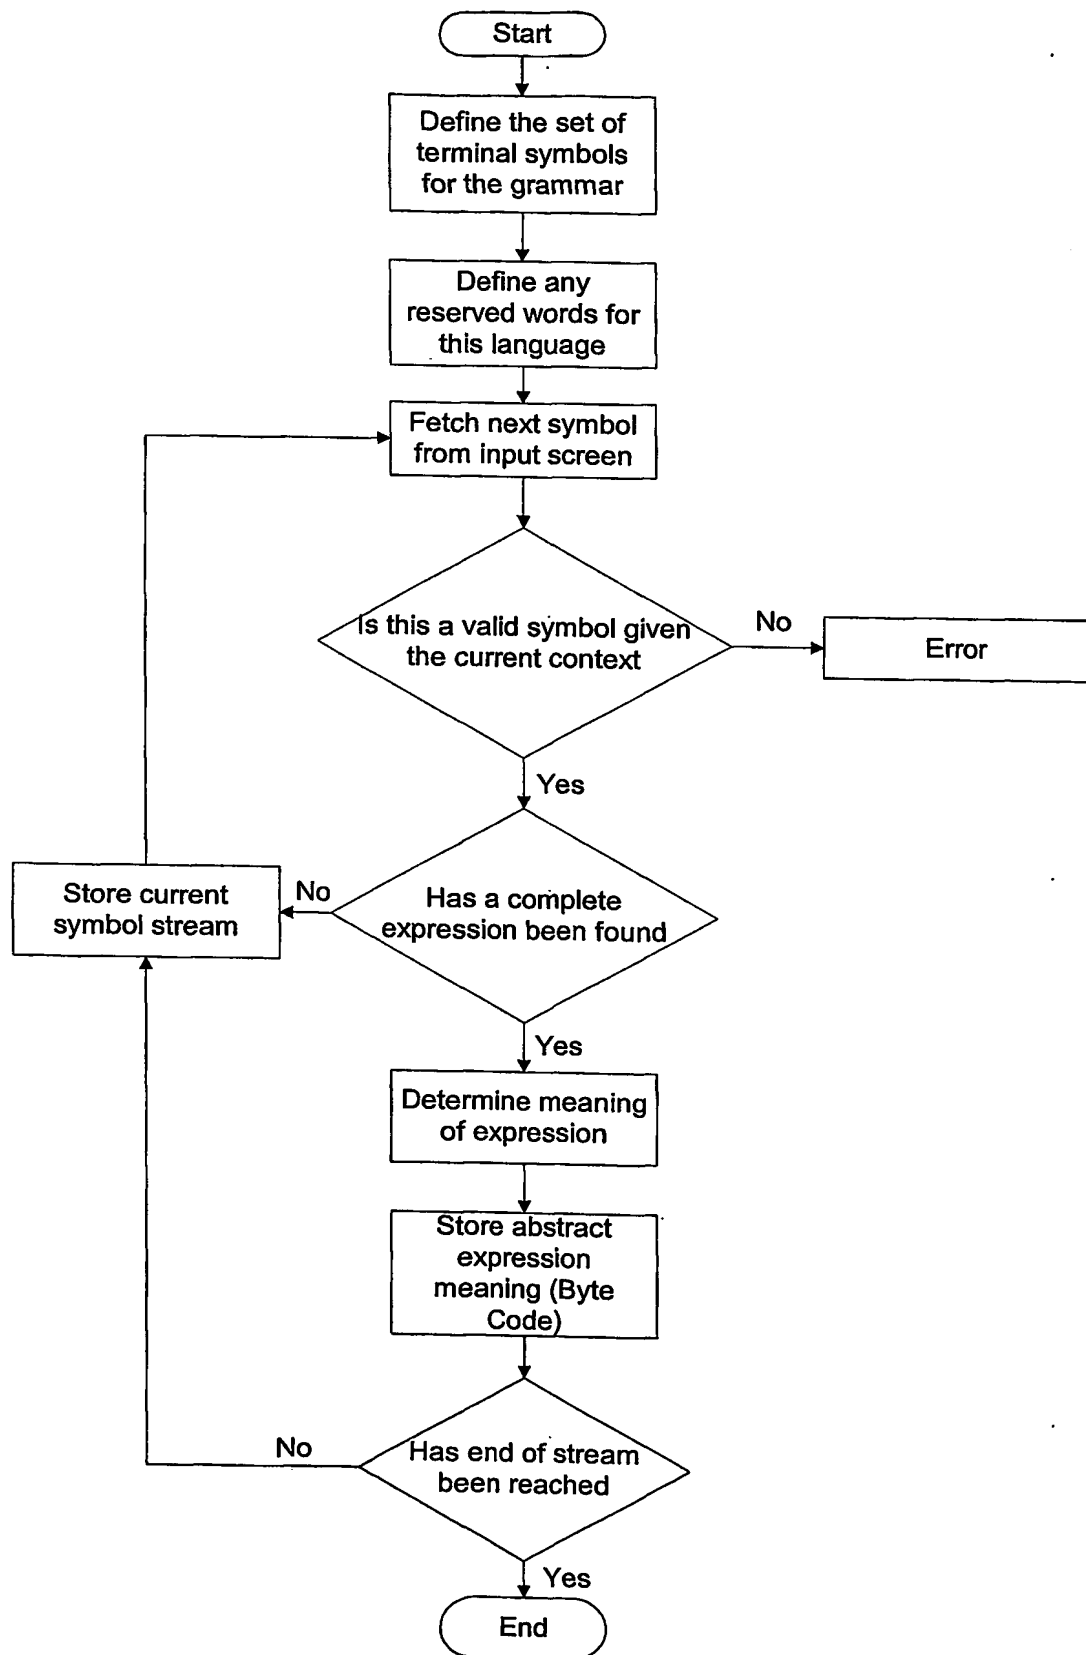 Start
Define the set of
terminal symbols
for the grammar
Define any
reserved words for
this language
Fetch next symbol
from input screen
Is this a valid symbol given
the current context
No
Error
Yes
Has a complete
expression been found
No
Store current
symbol stream
Yes
Determine meaning
of expression
Store abstract
expression
meaning (Byte
Code)
Has end of stream
been reached
No
Yes
End